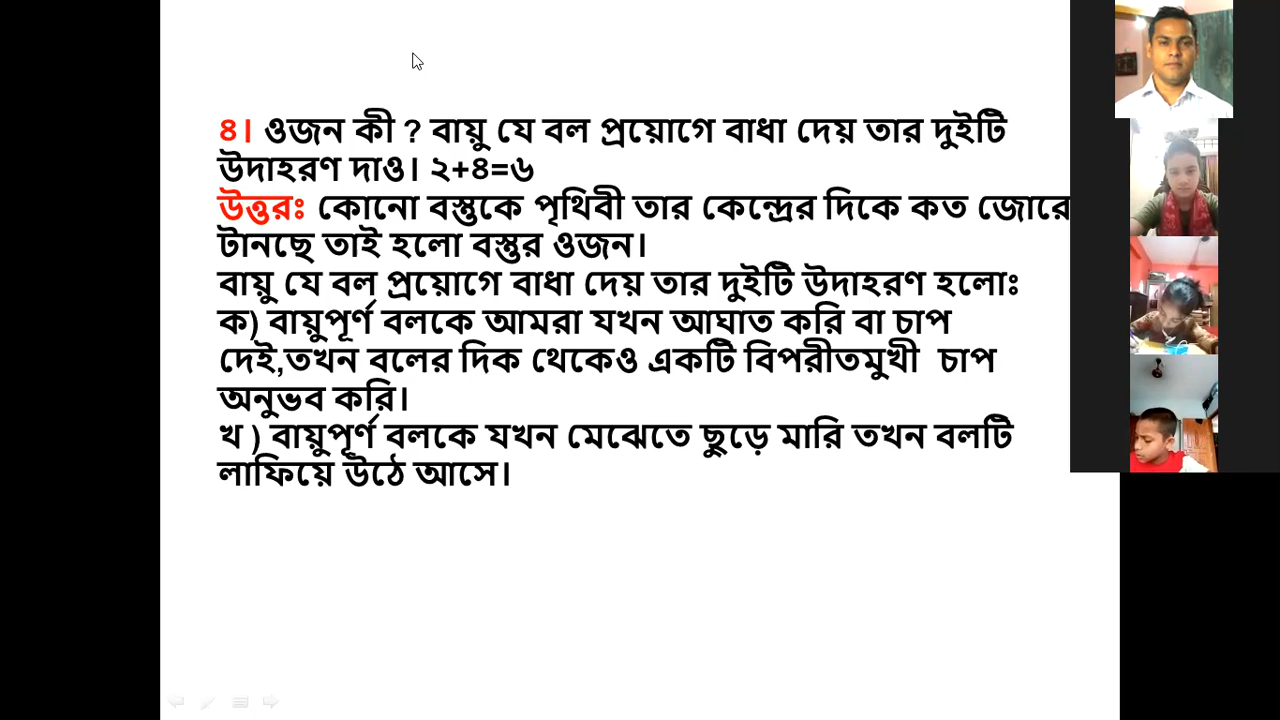 ৪। ওজন কী ? বায়ু যে বল প্রয়োগে বাধা দেয় তার দুইটি
উদাহরণ দাও। ২+৪=৬
উত্তরঃ কোনো বস্তুকে পৃথিবী তার কেন্দ্রের দিকে কত জোরে
টানছে তাই হলো বস্তুর ওজন।
বায়ু যে বল প্রয়োগে বাধা দেয় তার দুইটি উদাহরণ হলোঃ
ক) বায়ুপূর্ণ বলকে আমরা যখন আঘাত করি বা চাপ
দেই,তখন বলের দিক থেকেও একটি বিপরীতমুখী চাপ
অনুভব করি।
খ ) বায়ুপূর্ণ বলকে যখন মেঝেতে ছুড়ে মারি তখন বলটি
লাফিয়ে উঠে আসে।